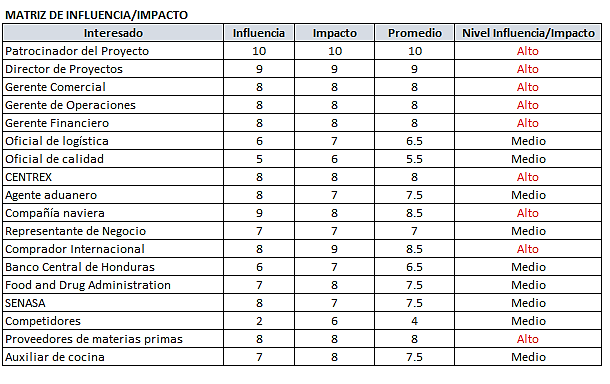 MATRIZ DE INFLUENCIA/IMPACTO
Interesado Influencia Impacto Promedio Nivel Influencia/Impacto
Patrocinador del Proyecto 10 10 10 Alto
Director de Proyectos 9 9 9 Alto
Gerente Comercial 8 8 8 Alto
Gerente de Operaciones 8 8 8 Alto
Gerente Financiero 8 8 8 Alto
Oficial de logística 6 7 6.5 Medio
Oficial de calidad 5 6 5.5 Medio
CENTREX 8 8 8 Alto
Agente aduanero 8 7 7.5 Medio
Compañía naviera 9 8 8.5 Alto
Representante de Negocio 7 7 7 Medio
Comprador Internacional 8 9 8.5 Alto
Banco Central de Honduras 6 7 6.5 Medio
Food and Drug Administration 7 8 7.5 Medio
SENASA 8 7 7.5 Medio
Competidores 2 6 4 Medio
Proveedores de materias primas 8 8 8 Alto
Auxiliar de cocina 7 8 7.5 Medio